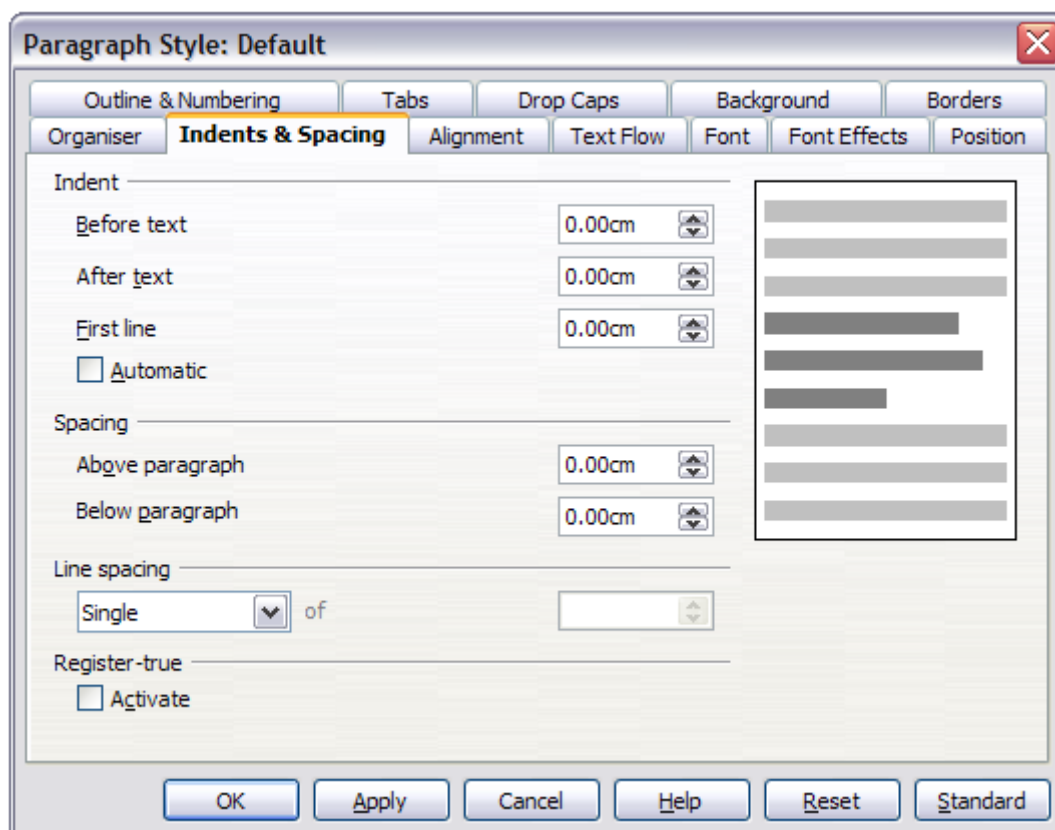 Paragraph Style: Default
Outline & Numbering Tabs Drop Caps Background Borders
Organiser Indents & Spacing Alignment Text Flow Font Font Effects Position
Indent
Before text 0.00cm
After text 0.00cm
First line 0.00cm
Automatic
Spacing
Above paragraph 0.00cm
Below paragraph 0.00cm
Line spacing
Single of
Register-true
Activate
OK Apply Cancel Help Reset Standard